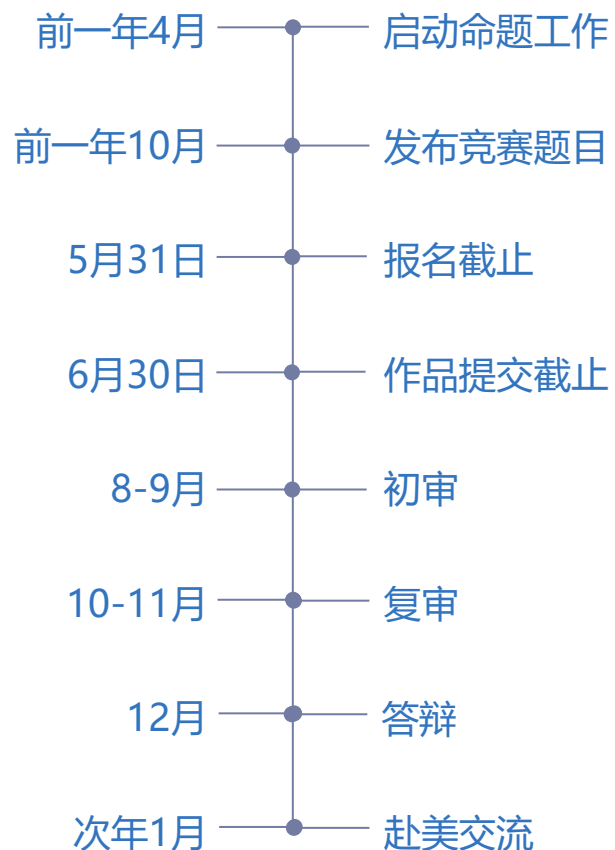 前一年4月 启动命题工作
前一年10月 发布竞赛题目
5月31日 报名截止
6月30日 作品提交截止
8-9月 初审
10-11月 复审
12月 答辩
次年1月 赴美交流